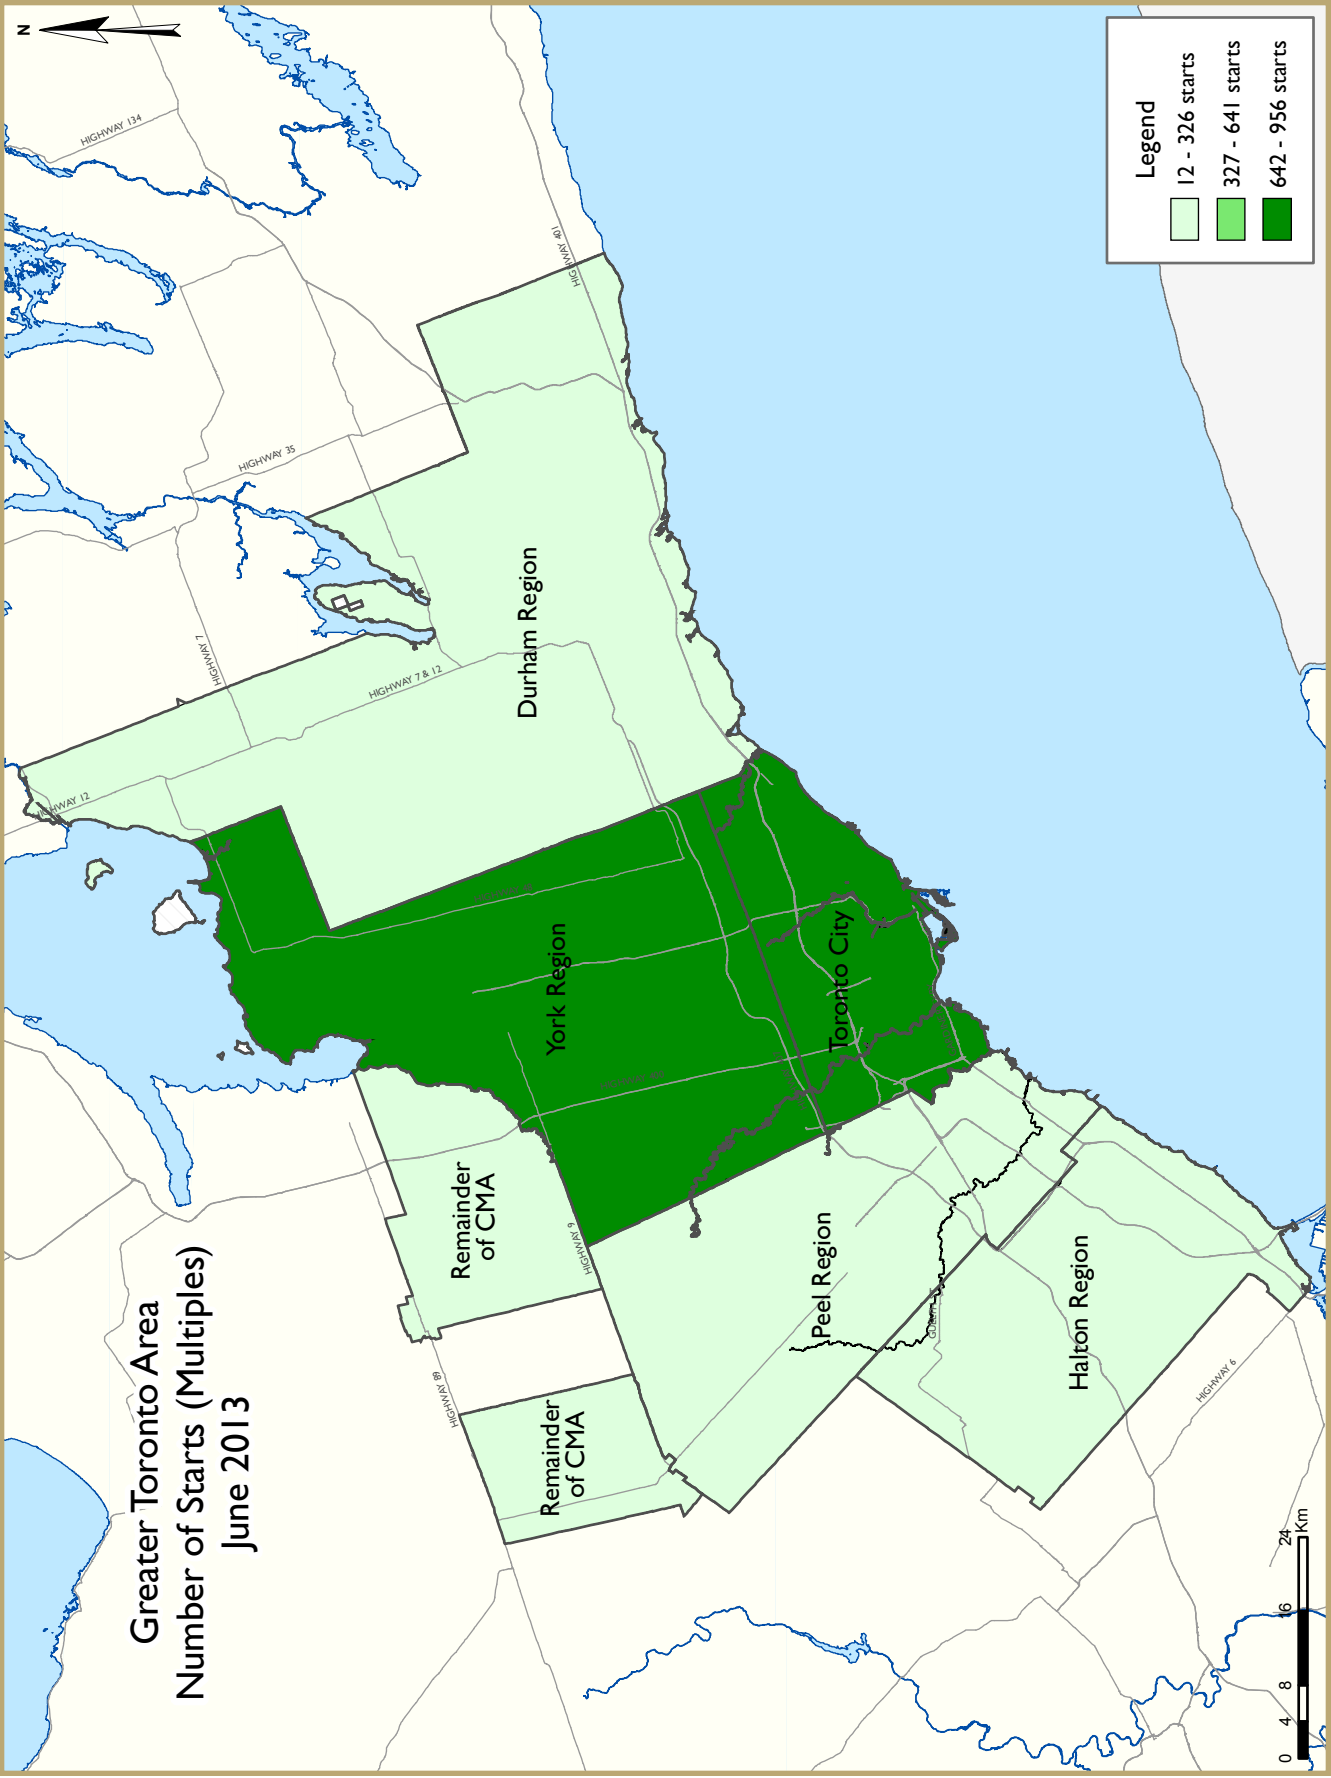 Greater Toronto Area
Number of Starts (Multiples)
June 2013
N
HIGHWAY 134
HIGHWAY 401
HIGHWAY 35
HIGHWAY 7
HIGHWAY 7 & 12
HIGHWAY 12
Durham Region
York Region
Toronto City
Remainder
of CMA
HIGHWAY 9
HIGHWAY 89
Remainder
of CMA
Peel Region
Halton Region
HIGHWAY 6
Legend
12 - 326 starts
327 - 641 starts
642 - 956 starts
0 4 8 16 24
Km